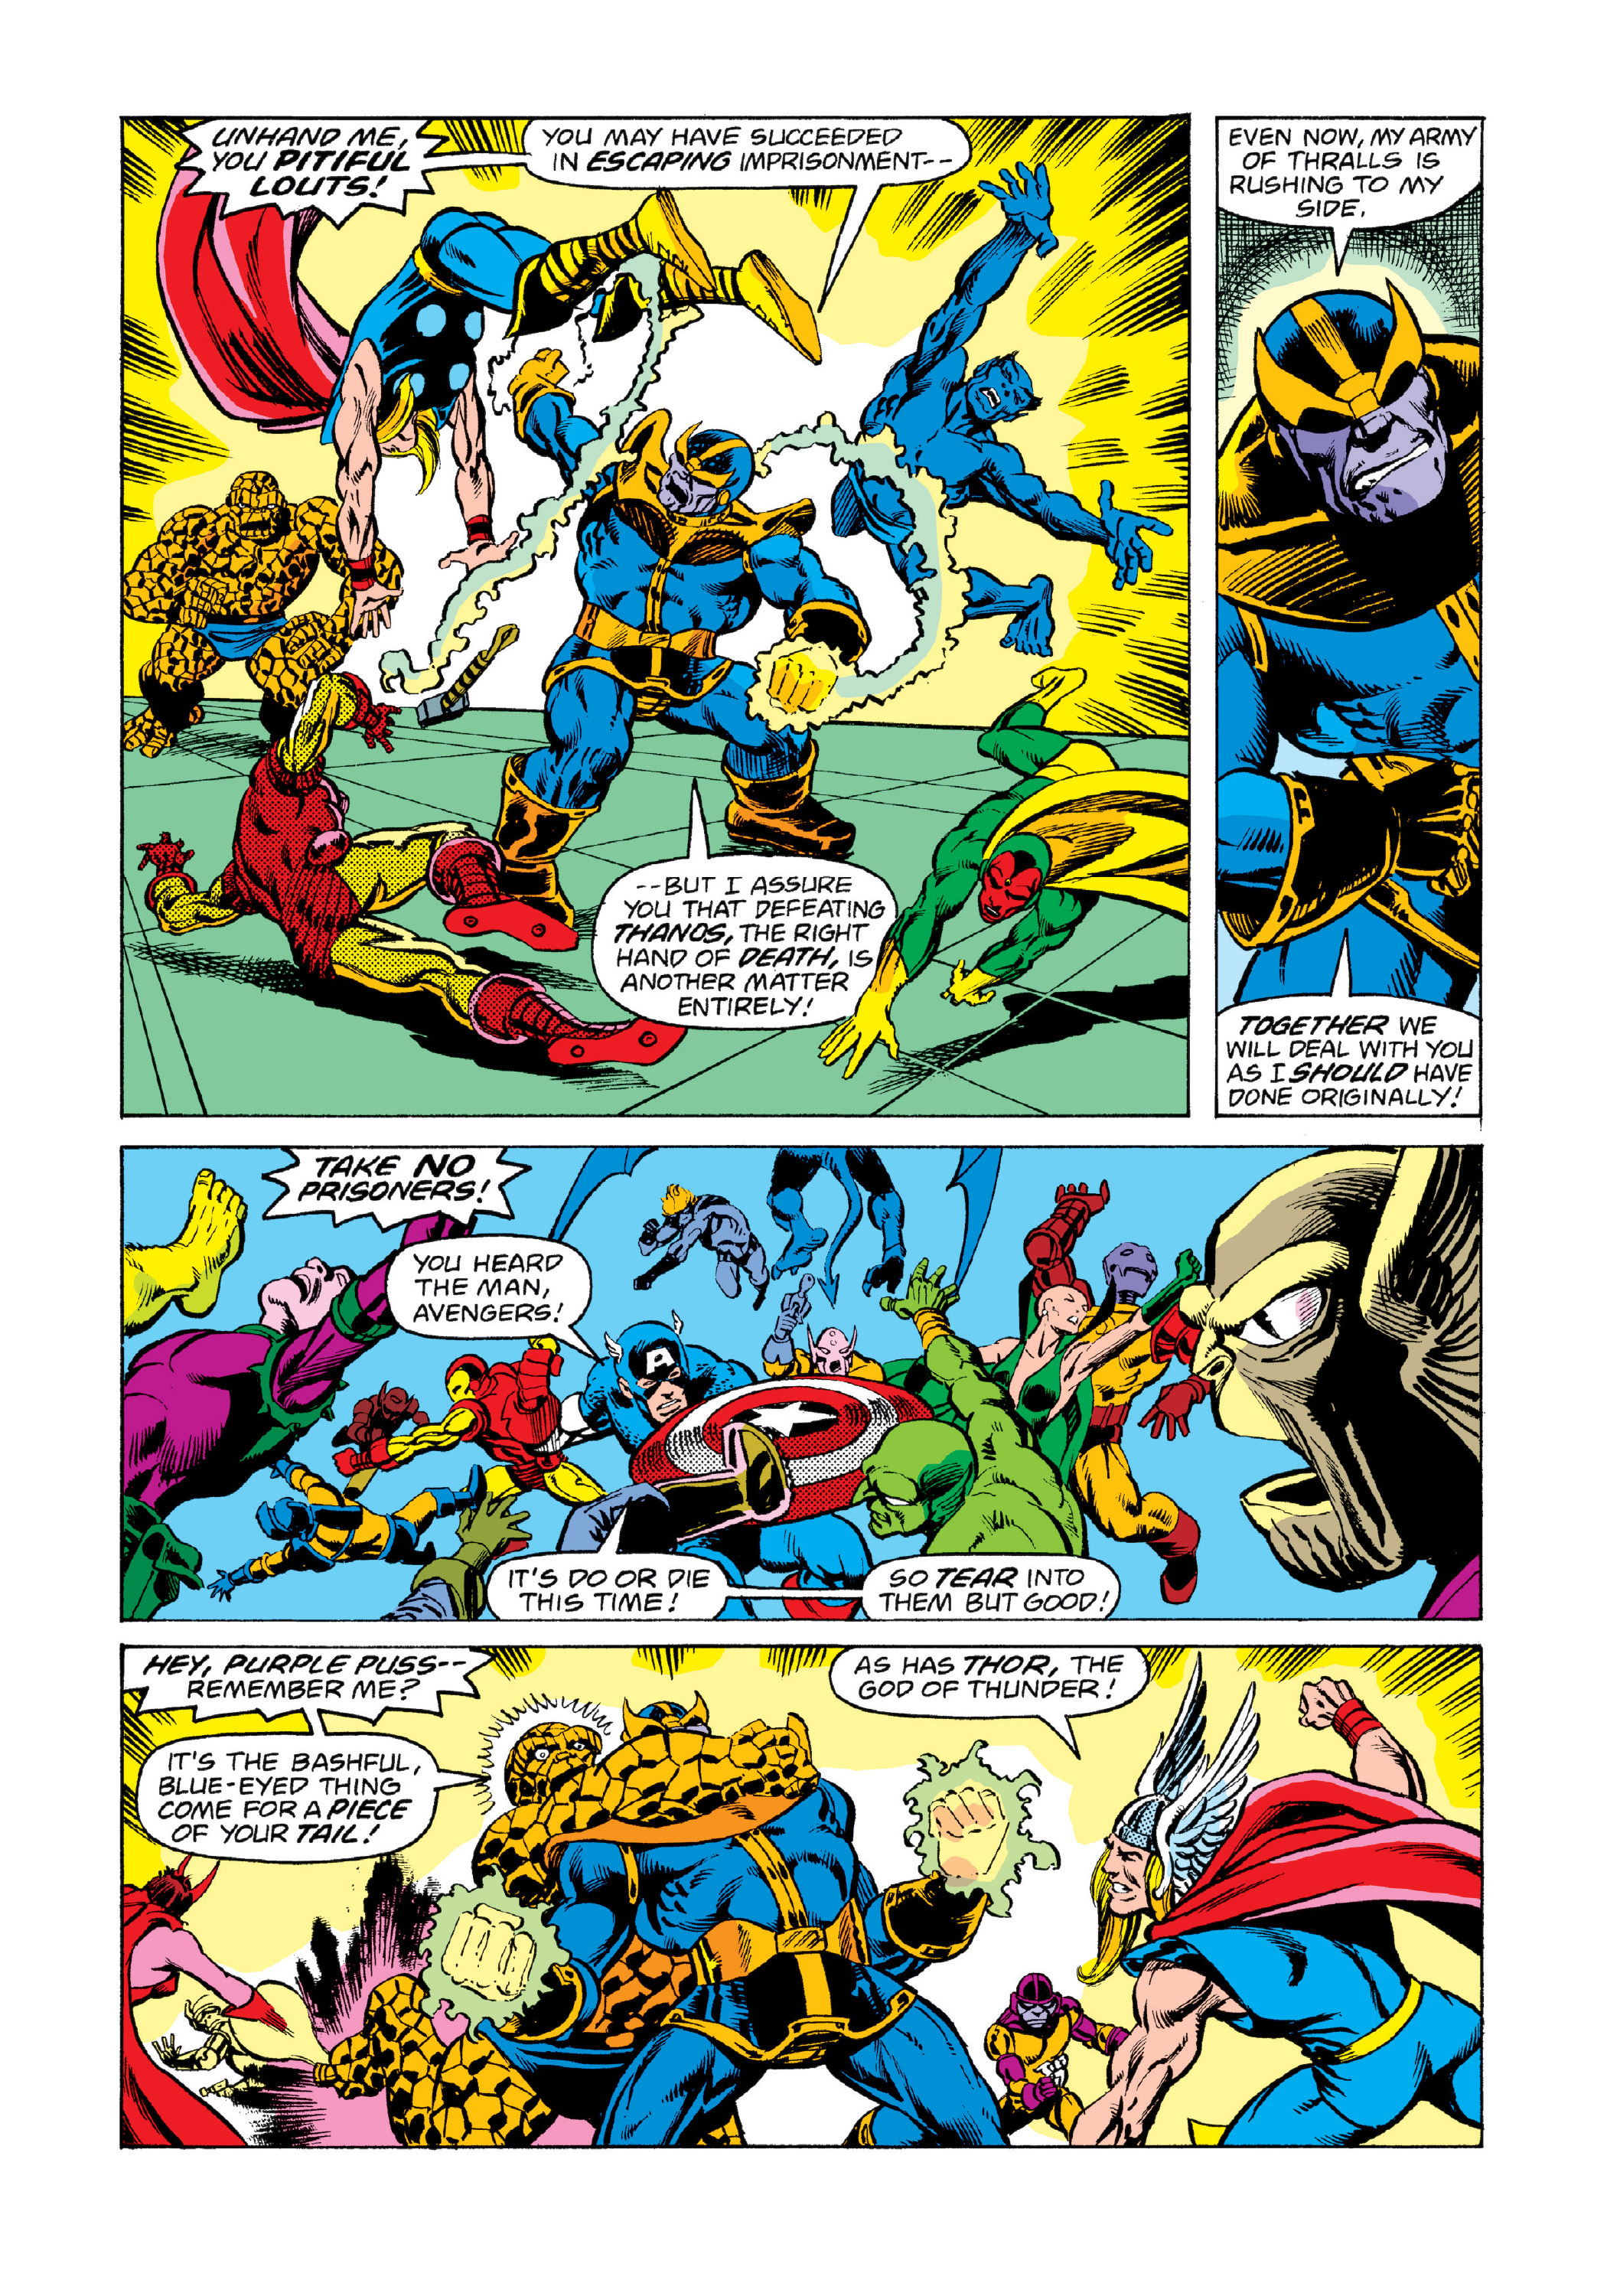 UNHAND ME,
YOU PITIFUL
LOUTS!
YOU MAY HAVE SUCCEEDED
IN ESCAPING IMPRISONMENT--
--BUT I ASSURE
YOU THAT DEFEATING
THANOS, THE RIGHT
HAND OF DEATH, IS
ANOTHER MATTER
ENTIRELY!
EVEN NOW, MY ARMY
OF THRALLS IS
RUSHING TO MY
SIDE.
TOGETHER WE
WILL DEAL WITH YOU
AS I SHOULD HAVE
DONE ORIGINALLY!
TAKE NO
PRISONERS!
YOU HEARD
THE MAN,
AVENGERS!
A
IT'S DO OR DIE
THIS TIME!
SO TEAR INTO
THEM BUT GOOD!
HEY, PURPLE PUSS--
REMEMBER ME?
IT'S THE BASHFUL,
BLUE-EYED THING
COME FOR A PIECE
OF YOUR TAIL!
AS HAS THOR, THE
GOD OF THUNDER!